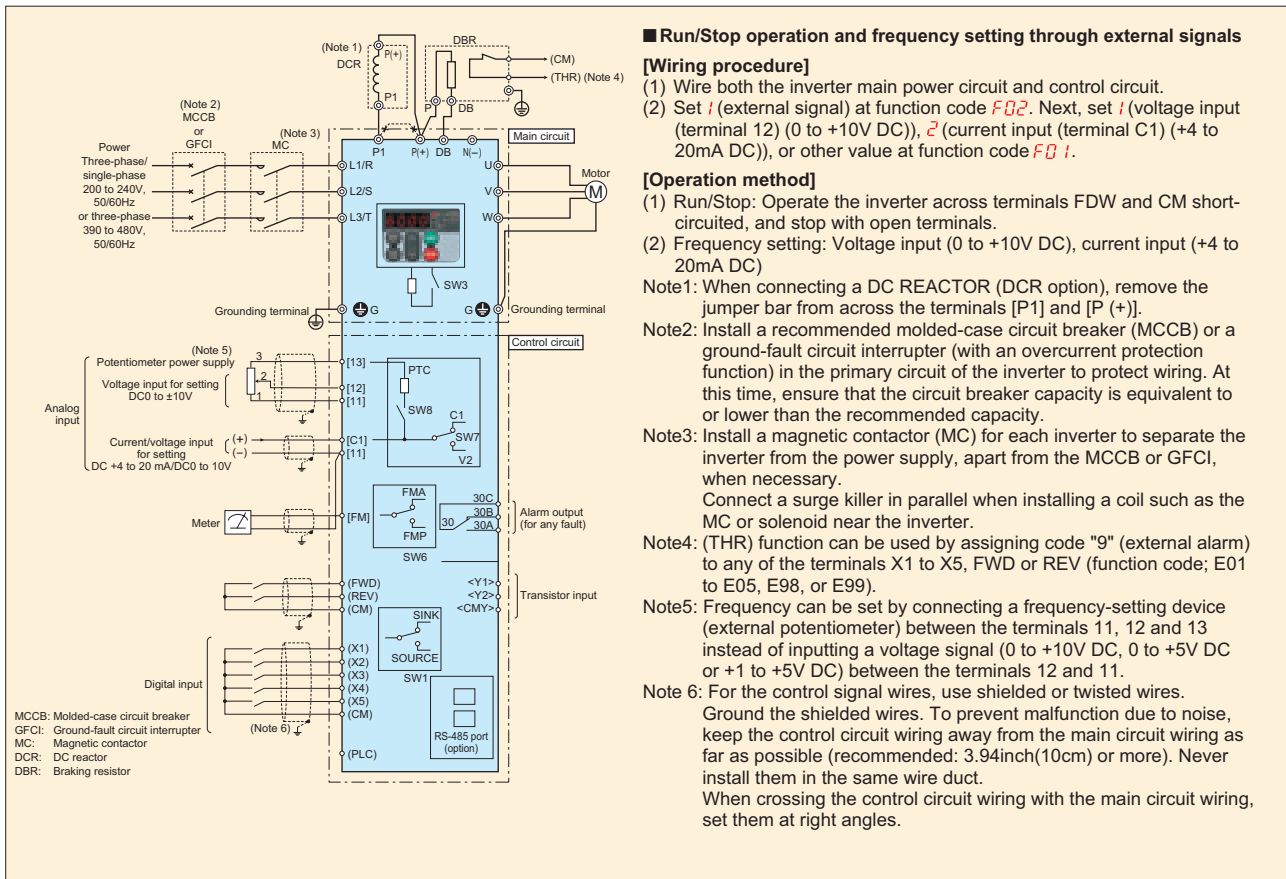 (Note 1)
DCR
P(+)
P1
DBR
(CM)
(THR) (Note 4)
P
DB
(Note 2)
MCCB
or
GFCI
(Note 3)
MC
Main circuit
Power
Three-phase/
single-phase
200 to 240V,
50/60Hz
or three-phase
390 to 480V,
50/60Hz
P1
P(+)
DB
N(–)
L1/R
L2/S
L3/T
U
V
W
Motor
M
SW3
Grounding terminal
G
G
Grounding terminal
Control circuit
(Note 5)
Potentiometer power supply
Voltage input for setting
DC0 to ±10V
3
2
1
Analog
input
Current/voltage input
for setting
DC +4 to 20 mA/DC0 to 10V
(+)
(–)
[13]
[12]
[11]
[C1]
[11]
PTC
SW8
C1
SW7
V2
Meter
[FM]
FMA
FMP
SW6
30C
30B
30
30A
Alarm output
(for any fault)
(FWD)
(REV)
(CM)
<Y1>
<Y2>
<CMY>
Transistor input
SINK
SOURCE
SW1
Digital input
(X1)
(X2)
(X3)
(X4)
(X5)
(CM)
(Note 6)
(PLC)
RS-485 port
(option)
MCCB: Molded-case circuit breaker
GFCI: Ground-fault circuit interrupter
MC: Magnetic contactor
DCR: DC reactor
DBR: Braking resistor
■ Run/Stop operation and frequency setting through external signals
[Wiring procedure]
(1) Wire both the inverter main power circuit and control circuit.
(2) Set 1 (external signal) at function code F02. Next, set 1 (voltage input
(terminal 12) (0 to +10V DC)), 2 (current input (terminal C1) (+4 to
20mA DC)), or other value at function code F01.
[Operation method]
(1) Run/Stop: Operate the inverter across terminals FDW and CM short-
circuited, and stop with open terminals.
(2) Frequency setting: Voltage input (0 to +10V DC), current input (+4 to
20mA DC)
Note1: When connecting a DC REACTOR (DCR option), remove the
jumper bar from across the terminals [P1] and [P (+)].
Note2: Install a recommended molded-case circuit breaker (MCCB) or a
ground-fault circuit interrupter (with an overcurrent protection
function) in the primary circuit of the inverter to protect wiring. At
this time, ensure that the circuit breaker capacity is equivalent to
or lower than the recommended capacity.
Note3: Install a magnetic contactor (MC) for each inverter to separate the
inverter from the power supply, apart from the MCCB or GFCI,
when necessary.
Connect a surge killer in parallel when installing a coil such as the
MC or solenoid near the inverter.
Note4: (THR) function can be used by assigning code "9" (external alarm)
to any of the terminals X1 to X5, FWD or REV (function code; E01
to E05, E98, or E99).
Note5: Frequency can be set by connecting a frequency-setting device
(external potentiometer) between the terminals 11, 12 and 13
instead of inputting a voltage signal (0 to +10V DC, 0 to +5V DC
or +1 to +5V DC) between the terminals 12 and 11.
Note 6: For the control signal wires, use shielded or twisted wires.
Ground the shielded wires. To prevent malfunction due to noise,
keep the control circuit wiring away from the main circuit wiring as
far as possible (recommended: 3.94inch(10cm) or more). Never
install them in the same wire duct.
When crossing the control circuit wiring with the main circuit wiring,
set them at right angles.